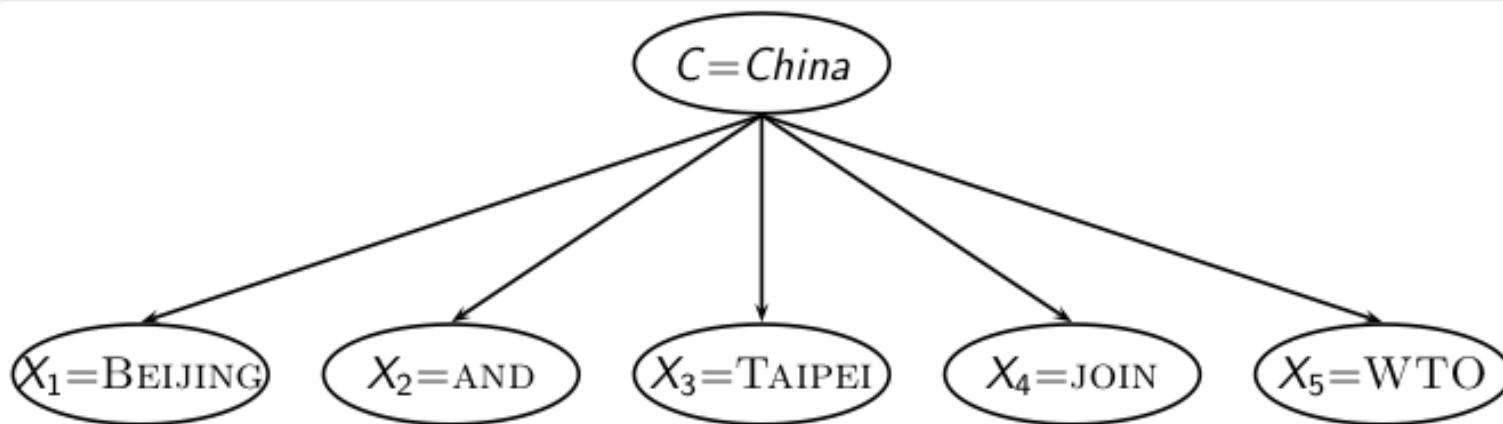 C=China
X₁=BEIJING
X₂=AND
X₃=TAIPEI
X₄=JOIN
X₅=WTO